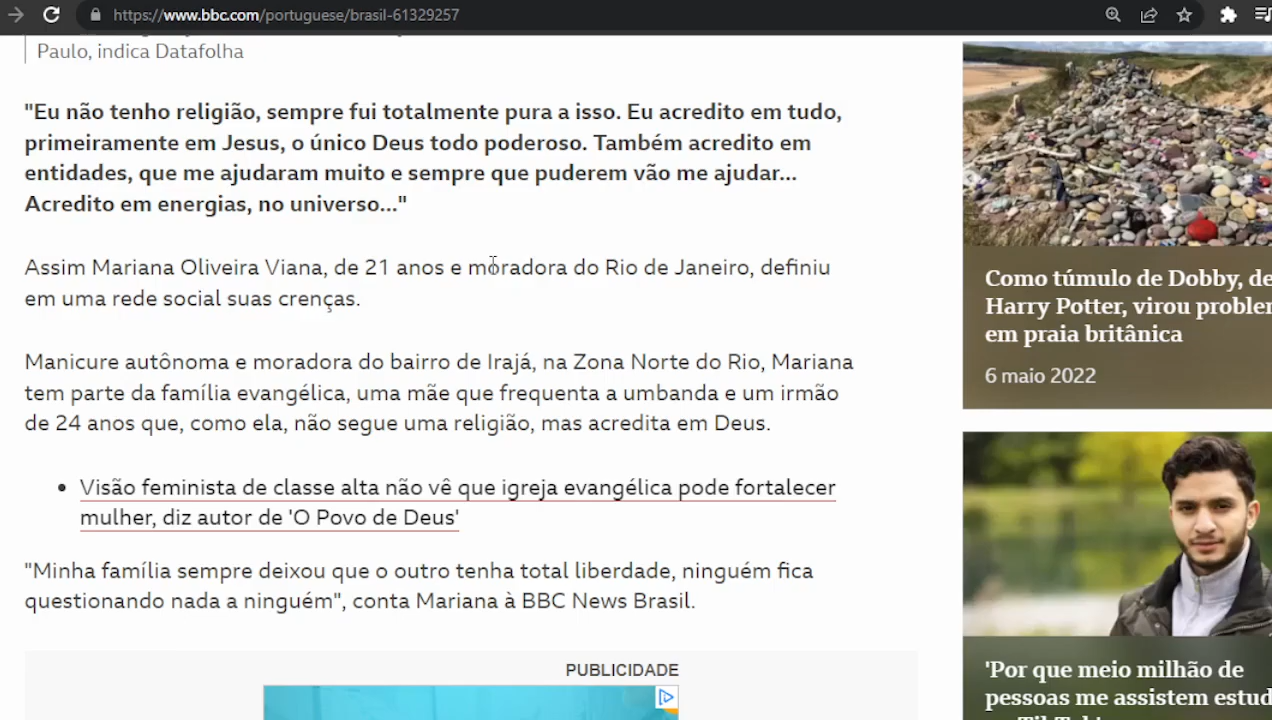 https://www.bbc.com/portuguese/brasil-61329257
Paulo, indica Datafolha
"Eu não tenho religião, sempre fui totalmente pura a isso. Eu acredito em tudo,
primeiramente em Jesus, o único Deus todo poderoso. Também acredito em
entidades, que me ajudaram muito e sempre que puderem vão me ajudar...
Acredito em energias, no universo..."
Assim Mariana Oliveira Viana, de 21 anos e moradora do Rio de Janeiro, definiu
em uma rede social suas crenças.
Manicure autônoma e moradora do bairro de Irajá, na Zona Norte do Rio, Mariana
tem parte da família evangélica, uma mãe que frequenta a umbanda e um irmão
de 24 anos que, como ela, não segue uma religião, mas acredita em Deus.
• Visão feminista de classe alta não vê que igreja evangélica pode fortalecer
mulher, diz autor de 'O Povo de Deus'
"Minha família sempre deixou que o outro tenha total liberdade, ninguém fica
questionando nada a ninguém", conta Mariana à BBC News Brasil.
PUBLICIDADE
Como túmulo de Dobby, de
Harry Potter, virou problem
em praia britânica
6 maio 2022
'Por que meio milhão de
pessoas me assistem estud